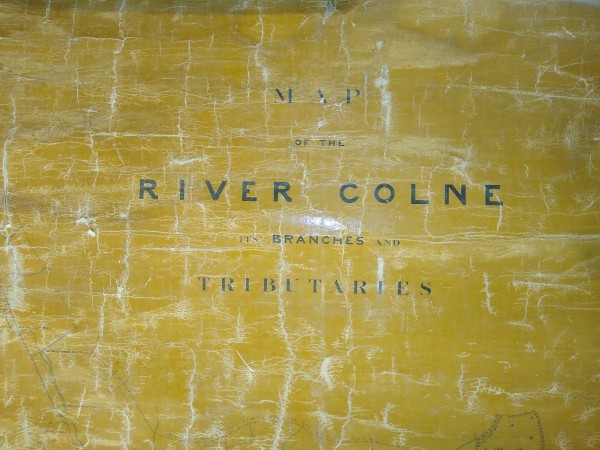 MAP
OF THE
RIVER COLNE
ITS BRANCHES AND
TRIBUTARIES